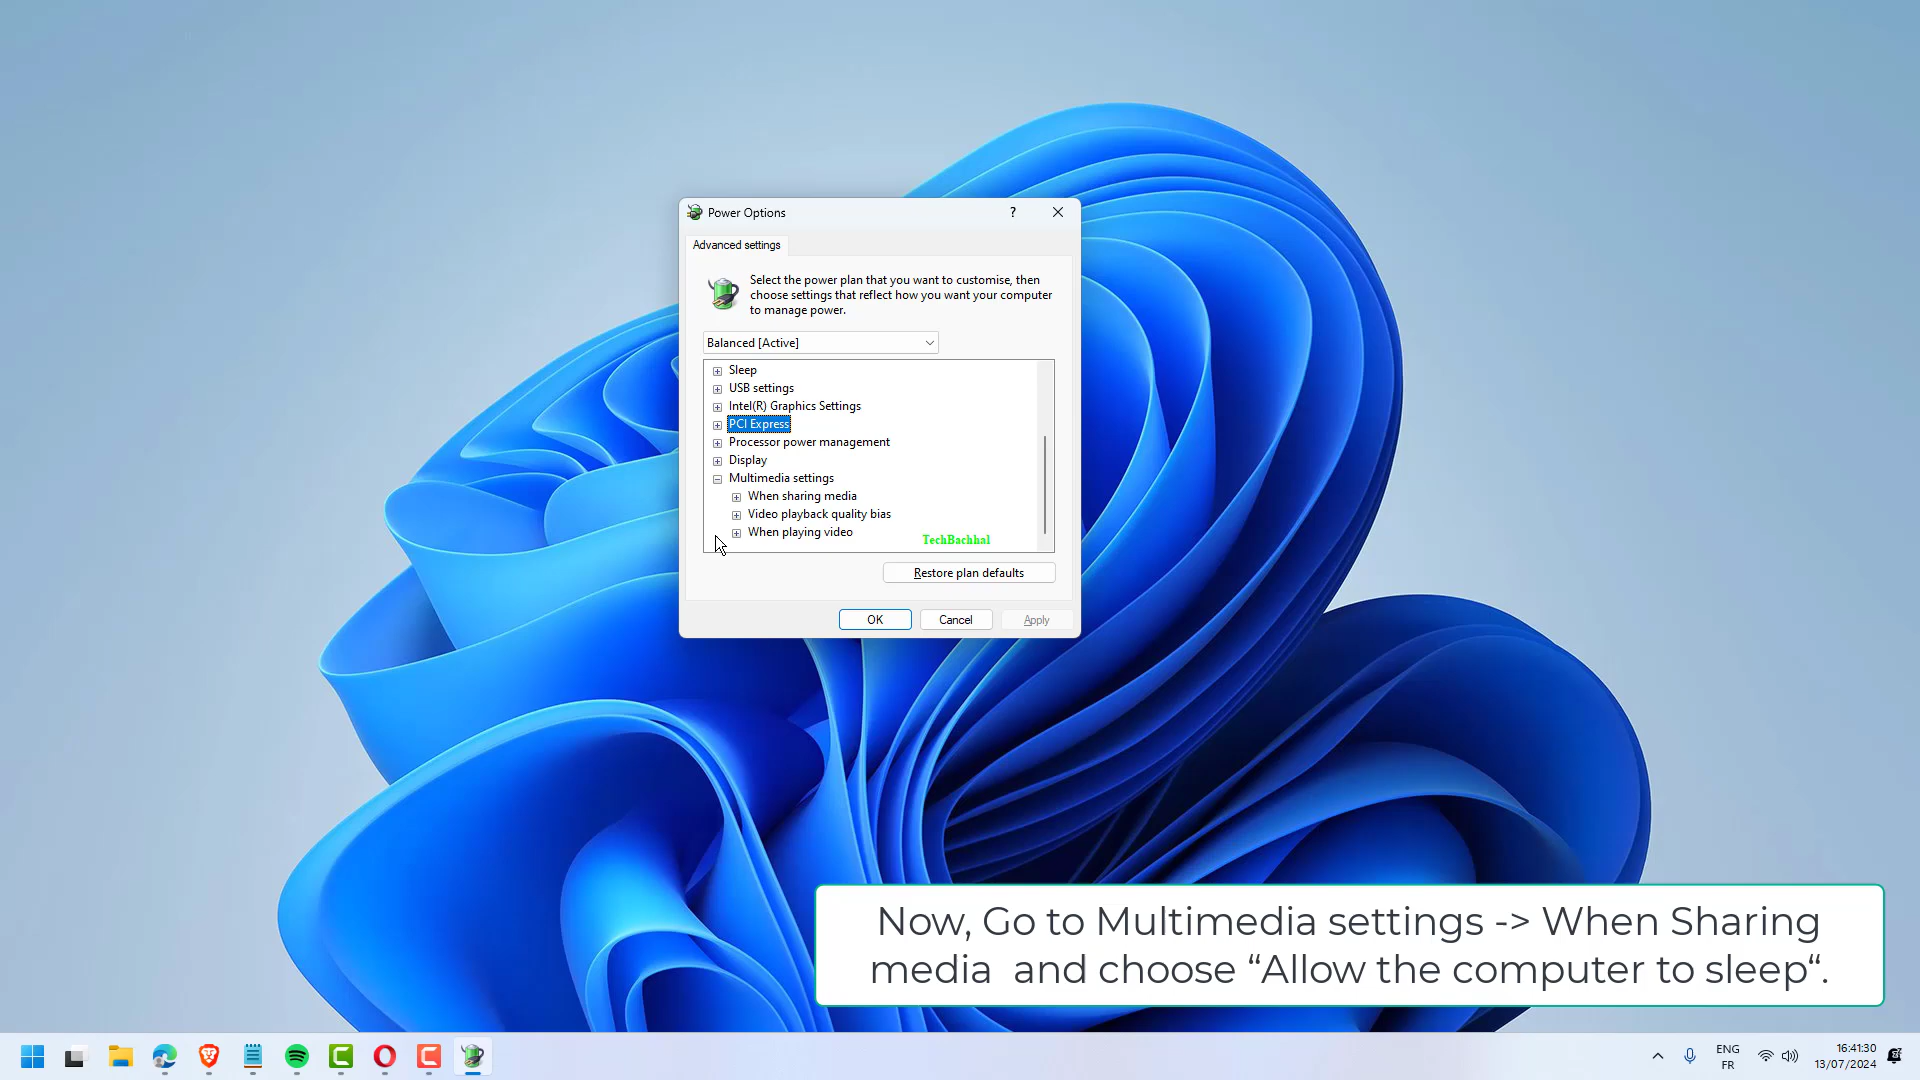 Power Options
?
Advanced settings
Select the power plan that you want to customise, then
choose settings that reflect how you want your computer
to manage power.
Balanced [Active]
Sleep
USB settings
Intel(R) Graphics Settings
PCI Express
Processor power management
Display
Multimedia settings
When sharing media
Video playback quality bias
When playing video
TechBachhal
Restore plan defaults
OK
Cancel
Apply
Now, Go to Multimedia settings -> When Sharing
media and choose “Allow the computer to sleep“.
ENG
FR
16:41:30
13/07/2024